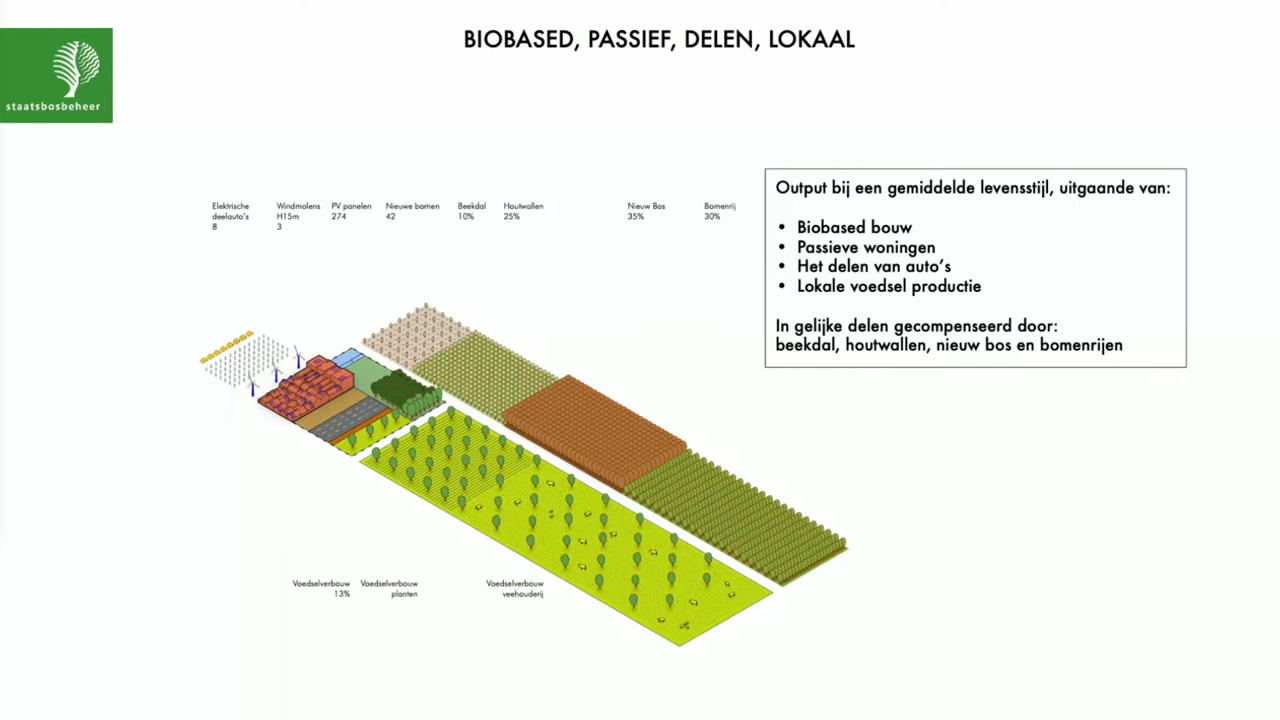 BIOBASED, PASSIEF, DELEN, LOKAAL
staatsbosbeheer
Elektrische
deelauto's
8
Windmolens
H15m
3
PV panelen
274
Nieuwe bomen
42
Beekdal
10%
Houtwallen
25%
Nieuw Bos
35%
Bomenrij
30%
Output bij een gemiddelde levensstijl, uitgaande van:
• Biobased bouw
• Passieve woningen
• Het delen van auto's
• Lokale voedsel productie
In gelijke delen gecompenseerd door:
beekdal, houtwallen, nieuw bos en bomenrijen
Voedselverbouw
13%
Voedselverbouw
planten
Voedselverbouw
veehouderij